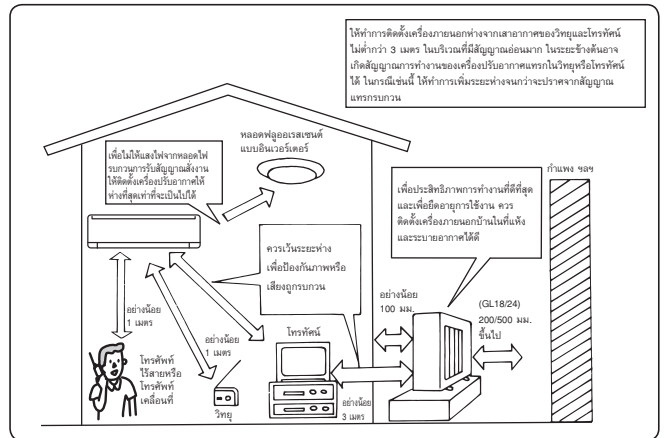 ให้ทำการติดตั้งเครื่องภายนอกห่างจากเสาอากาศของวิทยุและโทรทัศน์
ไม่ต่ำกว่า 3 เมตร ในบริเวณที่มีสัญญาณอ่อนมาก ในระยะข้างต้นอาจ
เกิดสัญญาณการทำงานของเครื่องปรับอากาศแทรกในวิทยุหรือโทรทัศน์
ได้ ในกรณีเช่นนี้ ให้ทำการเพิ่มระยะห่างจนกว่าจะปราศจากสัญญาณ
แทรกรบกวน
หลอดฟลูออเรสเซนต์
แบบอินเวอร์เตอร์
เพื่อไม่ให้แสงไฟจากหลอดไฟ
รบกวนการรับสัญญาณสั่งงาน
ให้ติดตั้งเครื่องปรับอากาศให้
ห่างที่สุดเท่าที่จะเป็นไปได้
กำแพง ฯลฯ
เพื่อประสิทธิภาพการทำงานที่ดีที่สุด
และเพื่อยืดอายุการใช้งาน ควร
ติดตั้งเครื่องภายนอกบ้านในที่แห้ง
และระบายอากาศได้ดี
ควรเว้นระยะห่าง
เพื่อป้องกันภาพหรือ
เสียงถูกรบกวน
อย่างน้อย
100 มม.
(GL18/24)
200/500 มม.
ขึ้นไป
อย่างน้อย
1 เมตร
อย่างน้อย
1 เมตร
โทรทัศน์
โทรศัพท์
ไร้สายหรือ
โทรศัพท์
เคลื่อนที่
วิทยุ
อย่างน้อย
3 เมตร